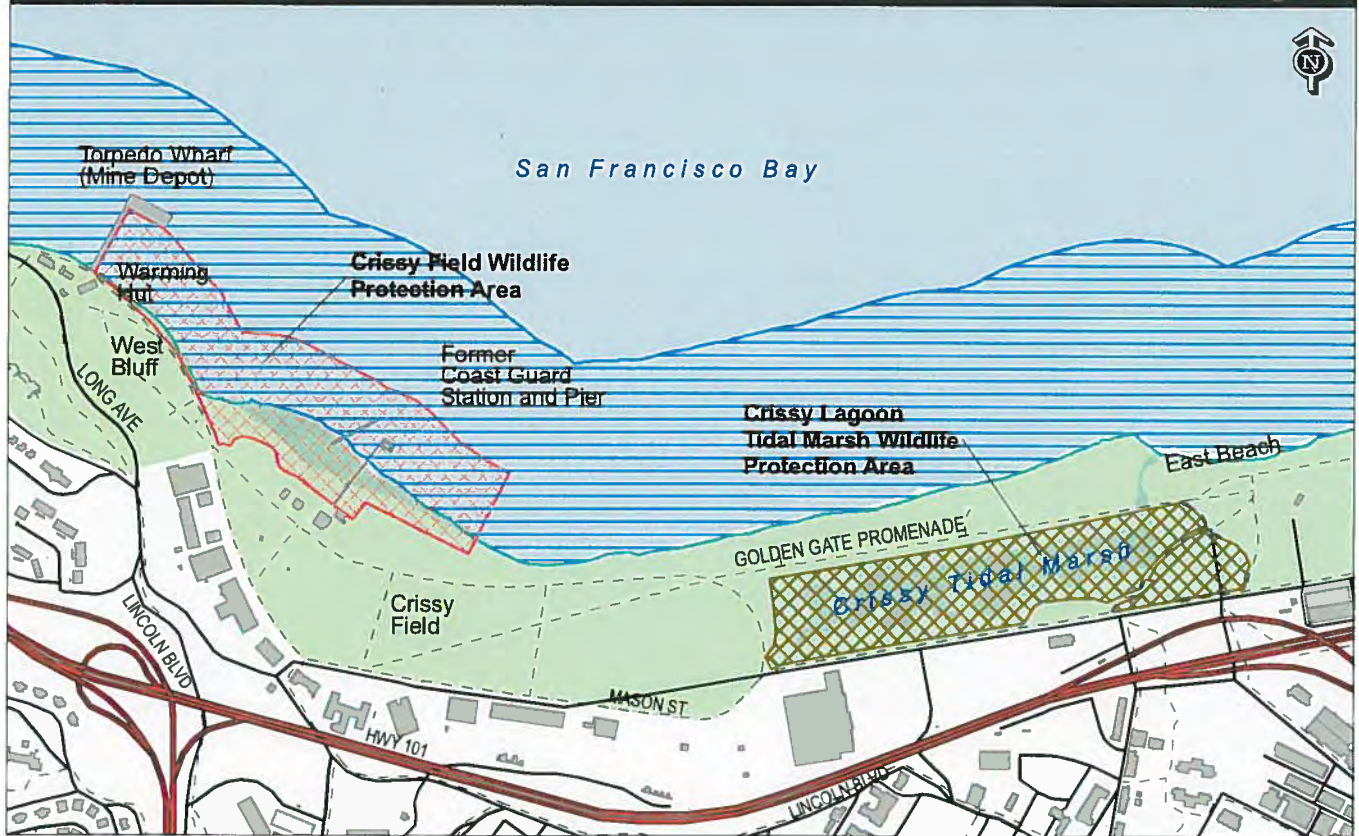 N
San Francisco Bay
Torpedo Wharf
(Mine Depot)
Crissy Field Wildlife
Protection Area
Warming
Hut
West
Bluff
Former
Coast Guard
Station and Pier
LONG AVE
Crissy Lagoon
Tidal Marsh Wildlife
Protection Area
East Beach
GOLDEN GATE PROMENADE
Crissy Tidal Marsh
Crissy
Field
LINCOLN BLVD
MASON ST
HWY 101
LINCOLN BLVD